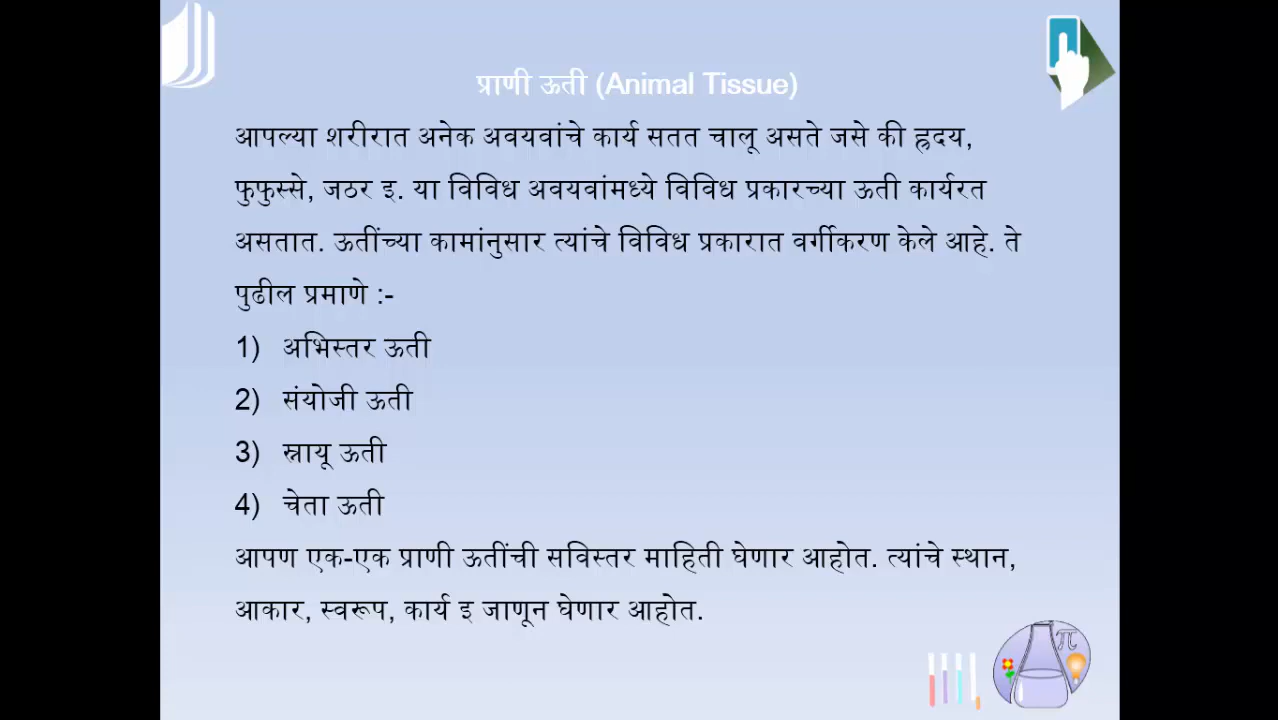 प्राणी ऊती (Animal Tissue)
आपल्या शरीरात अनेक अवयवांचे कार्य सतत चालू असते जसे की ह्रदय,
फुफुस्से, जठर इ. या विविध अवयवांमध्ये विविध प्रकारच्या ऊती कार्यरत
असतात. ऊतींच्या कामांनुसार त्यांचे विविध प्रकारात वर्गीकरण केले आहे. ते
पुढील प्रमाणे :-
1) अभिस्तर ऊती
2) संयोजी ऊती
3) स्नायू ऊती
4) चेता ऊती
आपण एक-एक प्राणी ऊतींची सविस्तर माहिती घेणार आहोत. त्यांचे स्थान,
आकार, स्वरूप, कार्य इ जाणून घेणार आहोत.
π